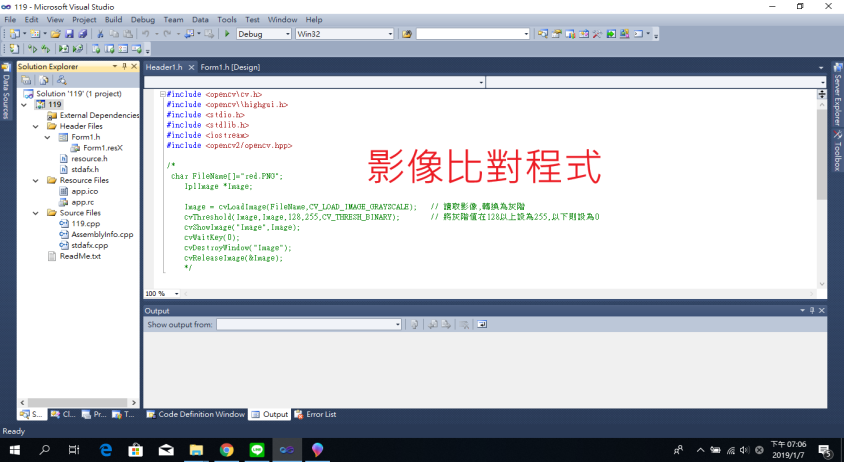 119 - Microsoft Visual Studio
File Edit View Project Build Debug Team Data Tools Test Window Help
Debug Win32
Solution Explorer
Header1.h Form1.h [Design]
Data Sources
Server Explorer
Toolbox
Solution '119' (1 project)
119
External Dependencies
Header Files
Form1.h
Form1.resX
resource.h
stdafx.h
Resource Files
app.ico
app.rc
Source Files
119.cpp
AssemblyInfo.cpp
stdafx.cpp
ReadMe.txt
#include <opencv\cv.h>
#include <opencv\\highgui.h>
#include <stdio.h>
#include <stdlib.h>
#include <iostream>
#include <opencv2/opencv.hpp>
影像比對程式
/*
char FileName[]="red.PNG";
IplImage *Image;
Image = cvLoadImage(FileName,CV_LOAD_IMAGE_GRAYSCALE); // 讀取影像,轉換為灰階
cvThreshold(Image,Image,128,255,CV_THRESH_BINARY); // 將灰階值在128以上設為255,以下則設為0
cvShowImage("Image",Image);
cvWaitKey(0);
cvDestroyWindow("Image");
cvReleaseImage(&Image);
*/
100 %
Output
Show output from:
S... Cl... Pr... T...
Code Definition Window Output Error List
Ready
下午 07:06
2019/1/7
5